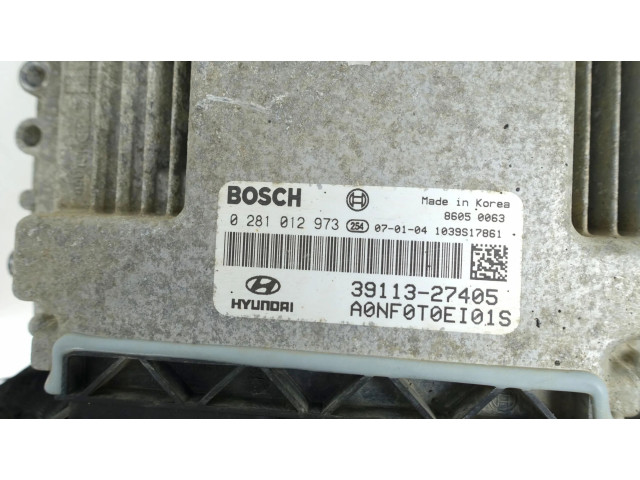 BOSCH
Made in Korea
8605 0063
0 281 012 973 254 07-01-04 1039S17861
39113-27405
HYUNDAI
A0NF0T0EI01S